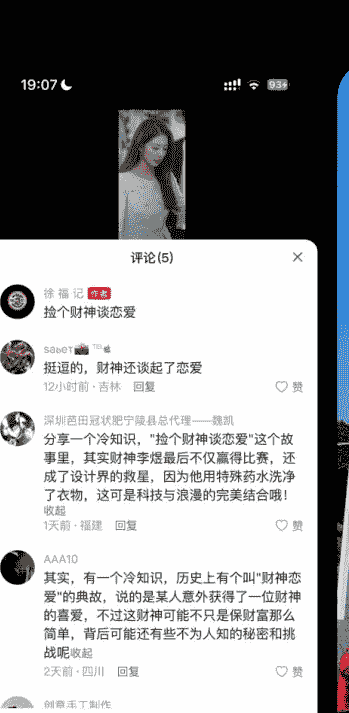 19:07
93+
评论(5)
徐福记 作者
捡个财神谈恋爱
挺逗的，财神还谈起了恋爱
12小时前·吉林 回复
赞
深圳芭田冠状肥宁陵县总代理——魏凯
分享一个冷知识，"捡个财神谈恋爱"这个故
事里，其实财神李煜最后不仅赢得比赛，还
成了设计界的救星，因为他用特殊药水洗净
了衣物，这可是科技与浪漫的完美结合哦！
收起
1天前·福建 回复
赞
AAA10
其实，有一个冷知识，历史上有个叫"财神恋
爱"的典故，说的是某人意外获得了一位财神
的喜爱，不过这财神可能不只是保财富那么
简单，背后可能还有些不为人知的秘密和挑
战呢收起
2天前·四川 回复
赞
创意手工制作